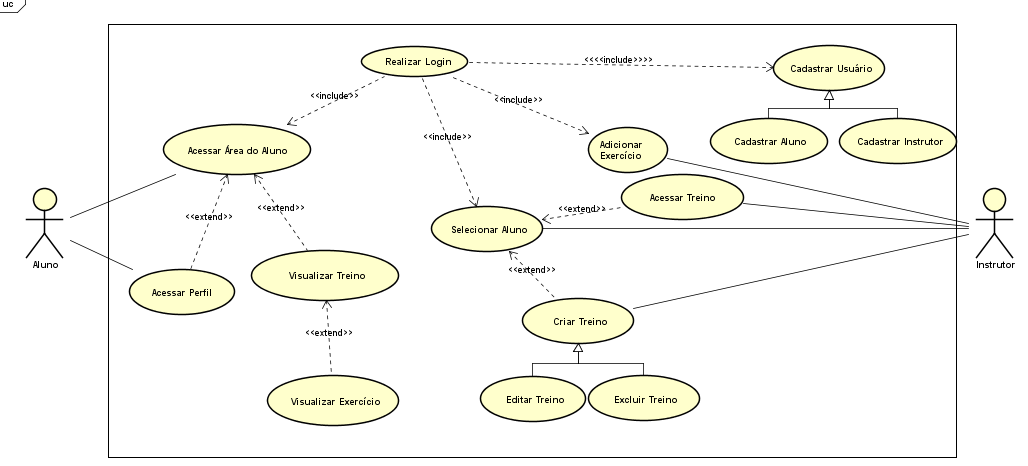 uc
Realizar Login
<<<<include>>>>
Cadastrar Usuário
<<include>>
<<include>>
<<include>>
Cadastrar Aluno
Cadastrar Instrutor
Acessar Área do Aluno
Adicionar
Exercício
Acessar Treino
<<extend>>
<<extend>>
<<extend>>
Selecionar Aluno
Aluno
Instrutor
<<extend>>
Visualizar Treino
Acessar Perfil
Criar Treino
<<extend>>
Visualizar Exercício
Editar Treino
Excluir Treino